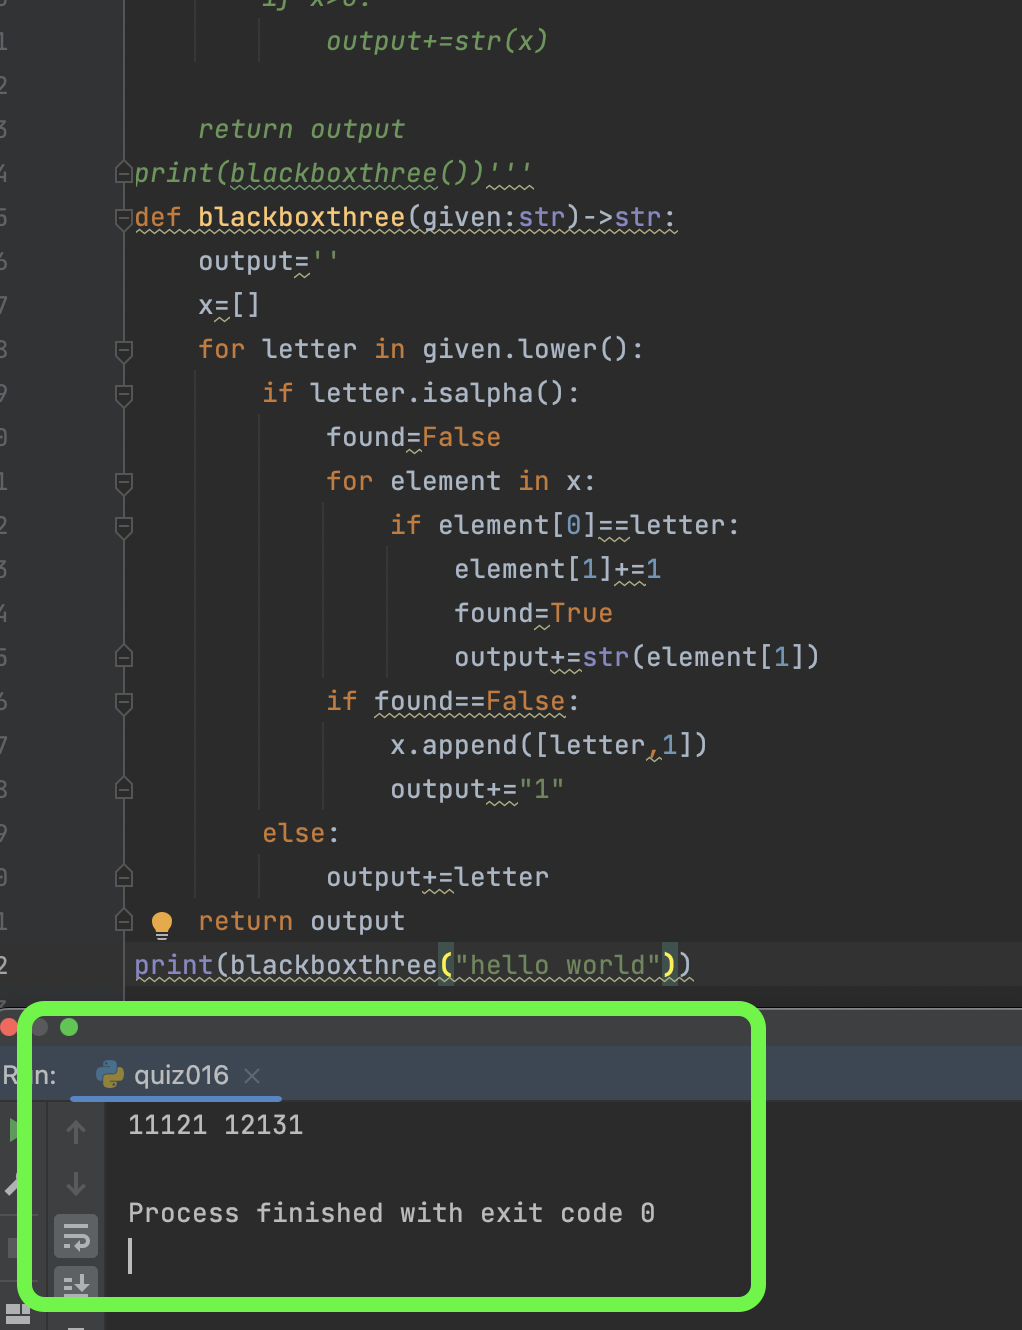 if x>0:
output+=str(x)
return output
print(blackboxthree())'''
def blackboxthree(given:str)->str:
output=''
x=[]
for letter in given.lower():
if letter.isalpha():
found=False
for element in x:
if element[0]==letter:
element[1]+=1
found=True
output+=str(element[1])
if found==False:
x.append([letter,1])
output+="1"
else:
output+=letter
return output
print(blackboxthree("hello world"))
quiz016
11121 12131
Process finished with exit code 0